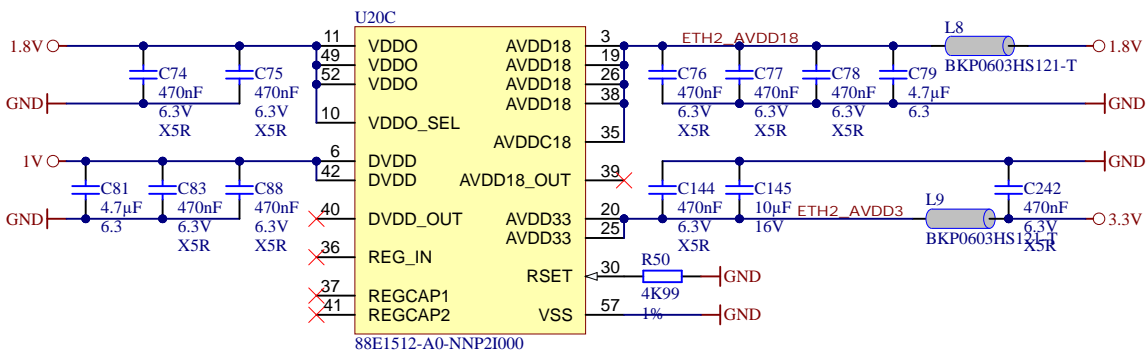 U20C
1.8V
11
VDDO
49
VDDO
52
VDDO
C74
470nF
6.3V
X5R
C75
470nF
6.3V
X5R
GND
10
VDDO_SEL
1V
6
DVDD
42
DVDD
C81
4.7µF
6.3
C83
470nF
6.3V
X5R
C88
470nF
6.3V
X5R
GND
40
DVDD_OUT
36
REG_IN
37
REGCAP1
41
REGCAP2
AVDD18
3
AVDD18
19
AVDD18
26
AVDD18
38
AVDDC18
35
AVDD18_OUT
39
AVDD33
20
AVDD33
25
RSET
30
VSS
57
ETH2_AVDD18
L8
BKP0603HS121-T
1.8V
C76
470nF
6.3V
X5R
C77
470nF
6.3V
X5R
C78
470nF
6.3V
X5R
C79
4.7µF
6.3
GND
GND
C144
470nF
6.3V
X5R
C145
10µF
16V
ETH2_AVDD3
L9
BKP0603HS121-T
C242
470nF
6.3V
X5R
3.3V
R50
4K99
1%
GND
GND
88E1512-A0-NNP2I000